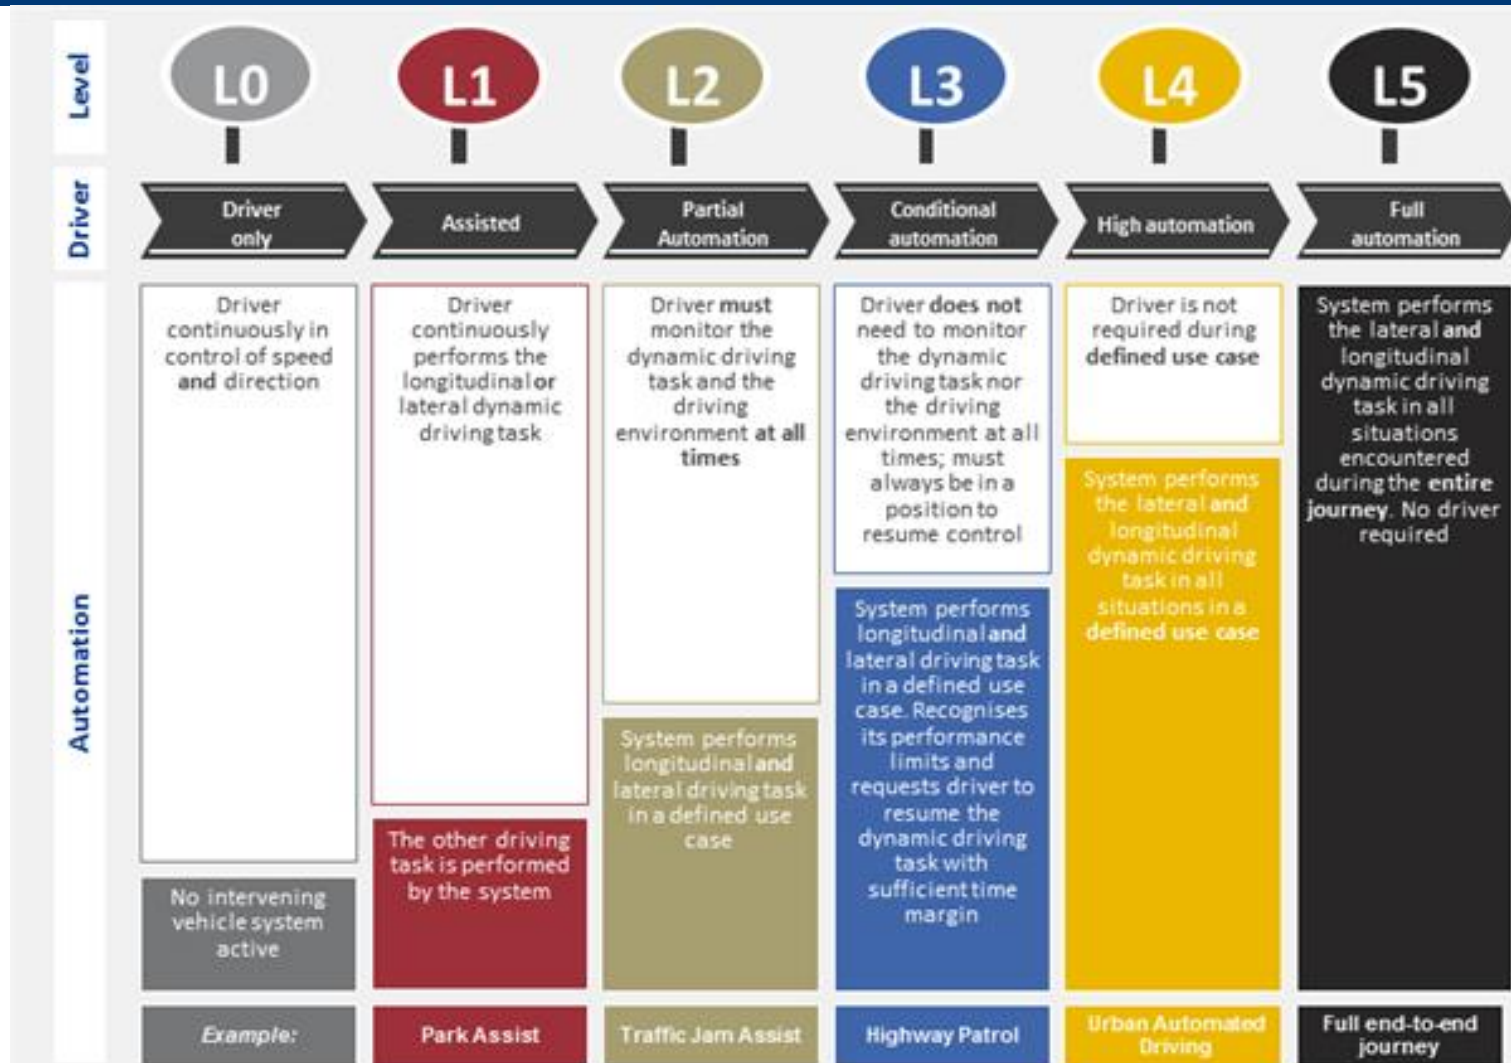 Level
L0
L1
L2
L3
L4
L5
Driver
Driver
only
Assisted
Partial
Automation
Conditional
automation
High automation
Full
automation
Automation
Driver
continuously in
control of speed
and direction
No intervening
vehicle system
active
Driver
continuously
performs the
longitudinal or
lateral dynamic
driving task
The other driving
task is performed
by the system
Driver must
monitor the
dynamic driving
task and the
driving
environment at all
times
System performs
longitudinal and
lateral driving task
in a defined use
case
Driver does not
need to monitor
the dynamic
driving task nor
the driving
environment at all
times; must
always be in a
position to
resume control
System performs
longitudinal and
lateral driving task
in a defined use
case. Recognises
its performance
limits and
requests driver to
resume the
dynamic driving
task with
sufficient time
margin
Driver is not
required during
defined use case
System performs
the lateral and
longitudinal
dynamic driving
task in all
situations in a
defined use case
System performs
the lateral and
longitudinal
dynamic driving
task in all
situations
encountered
during the entire
journey. No driver
required
Example:
Park Assist
Traffic Jam Assist
Highway Patrol
Urban Automated
Driving
Full end-to-end
journey